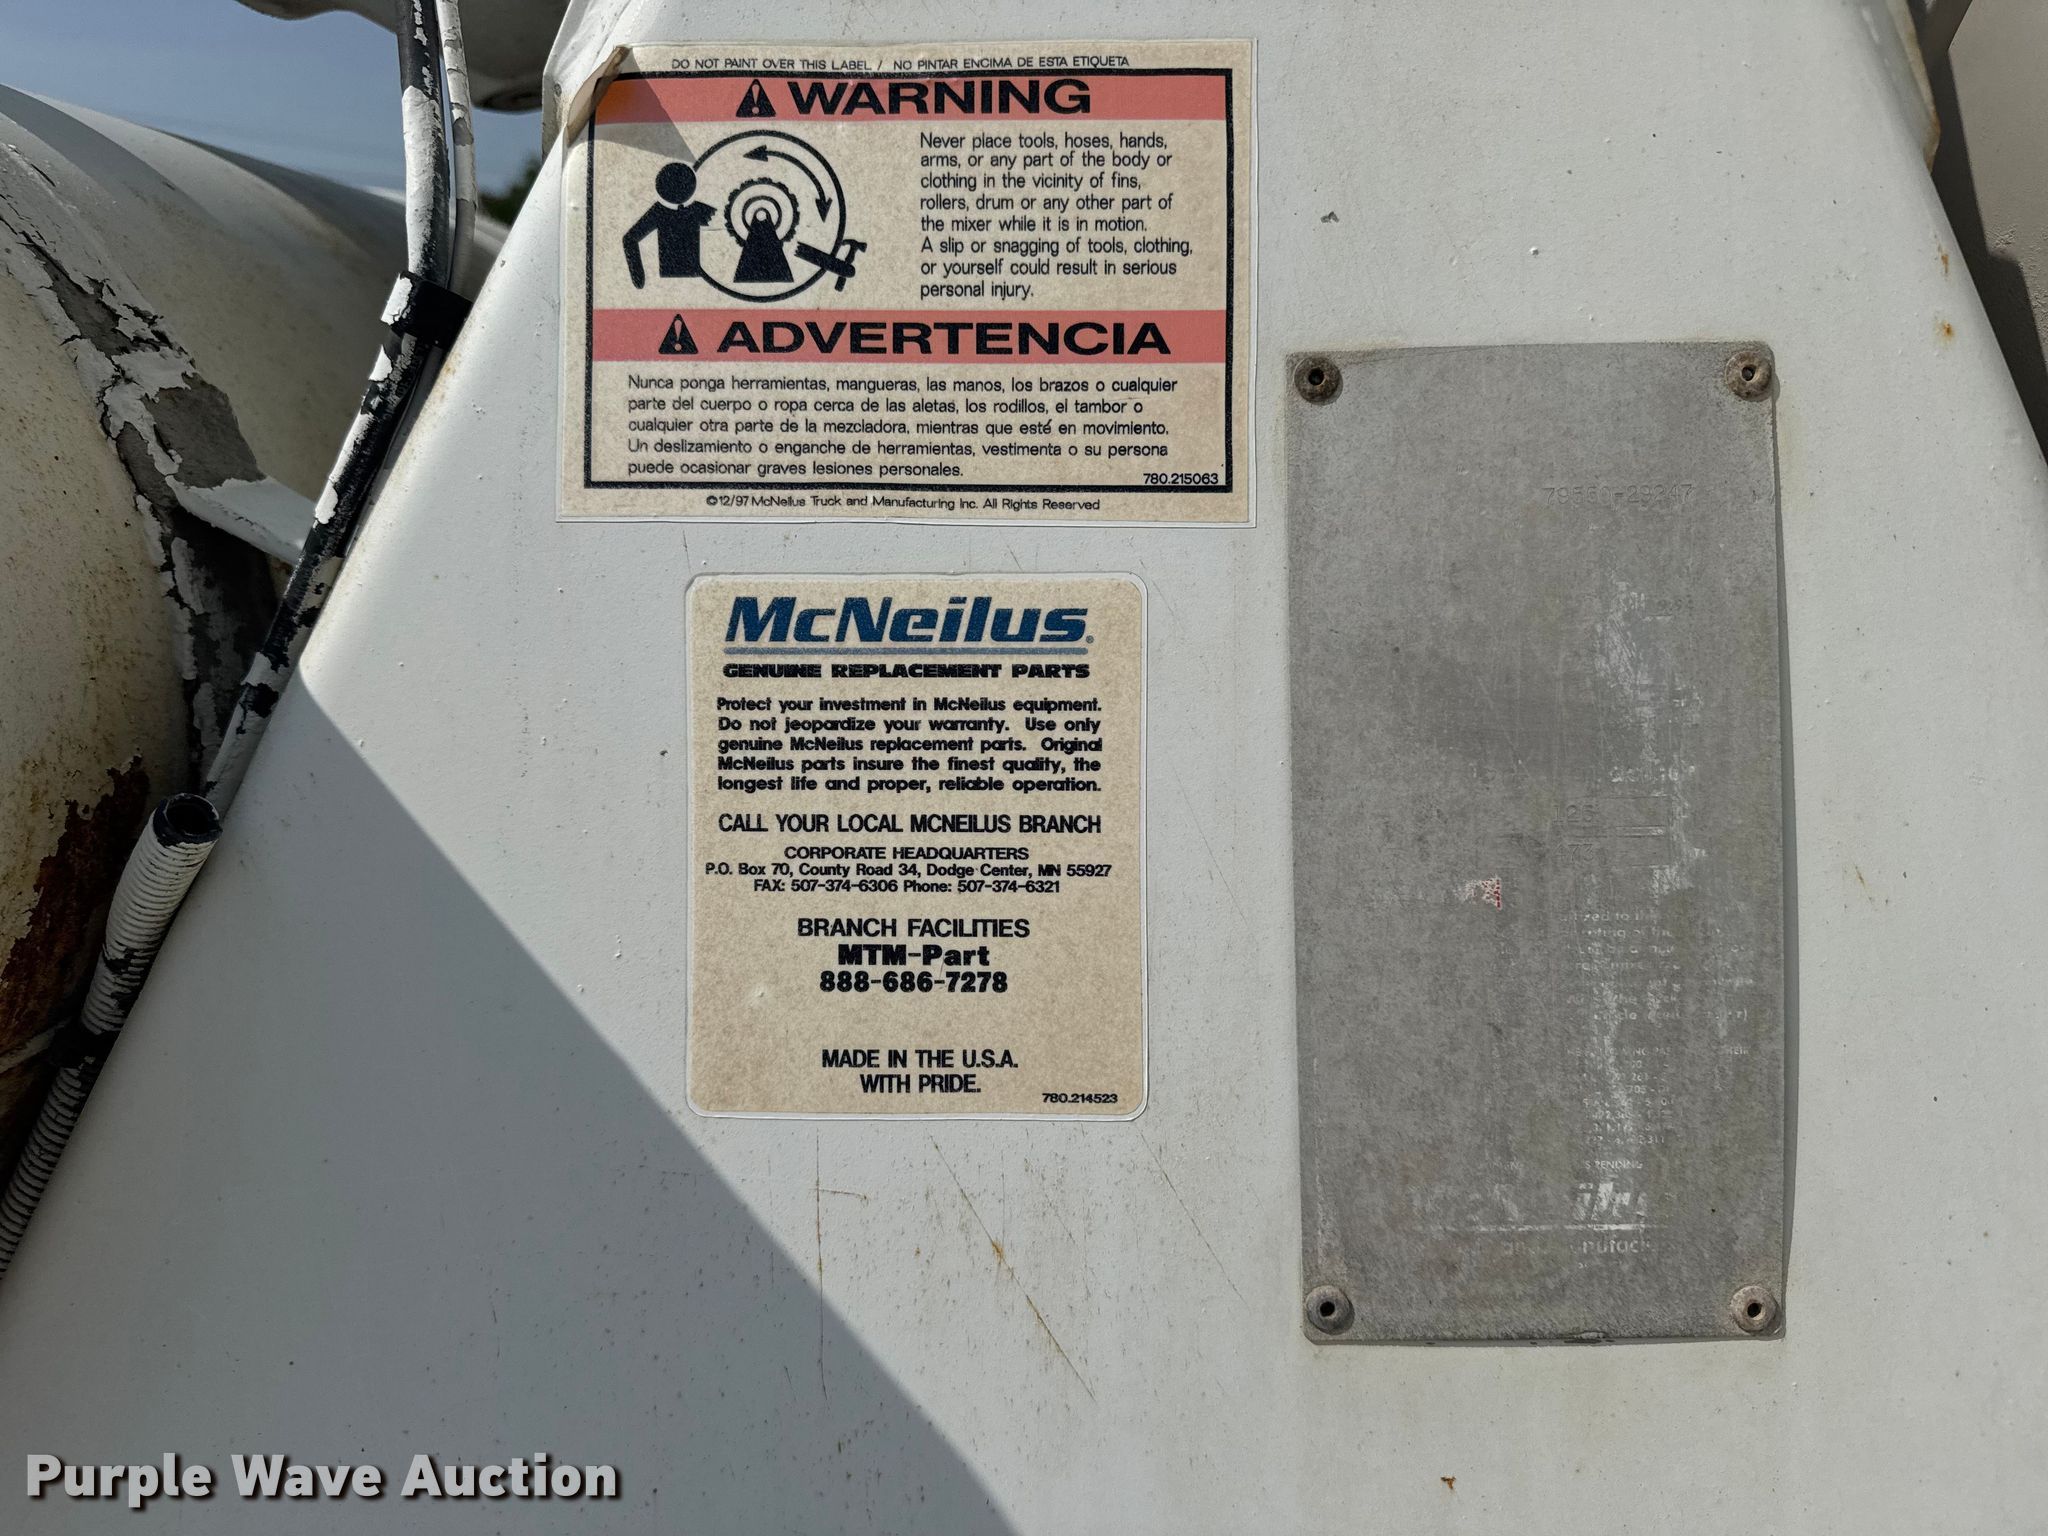 DO NOT PAINT OVER THIS LABEL / NO PINTAR ENCIMA DE ESTA ETIQUETA
WARNING
Never place tools, hoses, hands,
arms, or any part of the body or
clothing in the vicinity of fins,
rollers, drum or any other part of
the mixer while it is in motion.
A slip or snagging of tools, clothing,
or yourself could result in serious
personal injury.
ADVERTENCIA
Nunca ponga herramientas, mangueras, las manos, los brazos o cualquier
parte del cuerpo o ropa cerca de las aletas, los rodillos, el tambor o
cualquier otra parte de la mezcladora, mientras que esté en movimiento.
Un deslizamiento o enganche de herramientas, vestimenta o su persona
puede ocasionar graves lesiones personales.
780.215063
©12/97 McNeilus Truck and Manufacturing Inc. All Rights Reserved
McNeilus®
GENUINE REPLACEMENT PARTS
Protect your investment in McNeilus equipment.
Do not jeopardize your warranty. Use only
genuine McNeilus replacement parts. Original
McNeilus parts insure the finest quality, the
longest life and proper, reliable operation.
CALL YOUR LOCAL MCNEILUS BRANCH
CORPORATE HEADQUARTERS
P.O. Box 70, County Road 34, Dodge Center, MN 55927
FAX: 507-374-6306 Phone: 507-374-6321
BRANCH FACILITIES
MTM-Part
888-686-7278
MADE IN THE U.S.A.
WITH PRIDE.
780.214523
PENDING
Purple Wave Auction